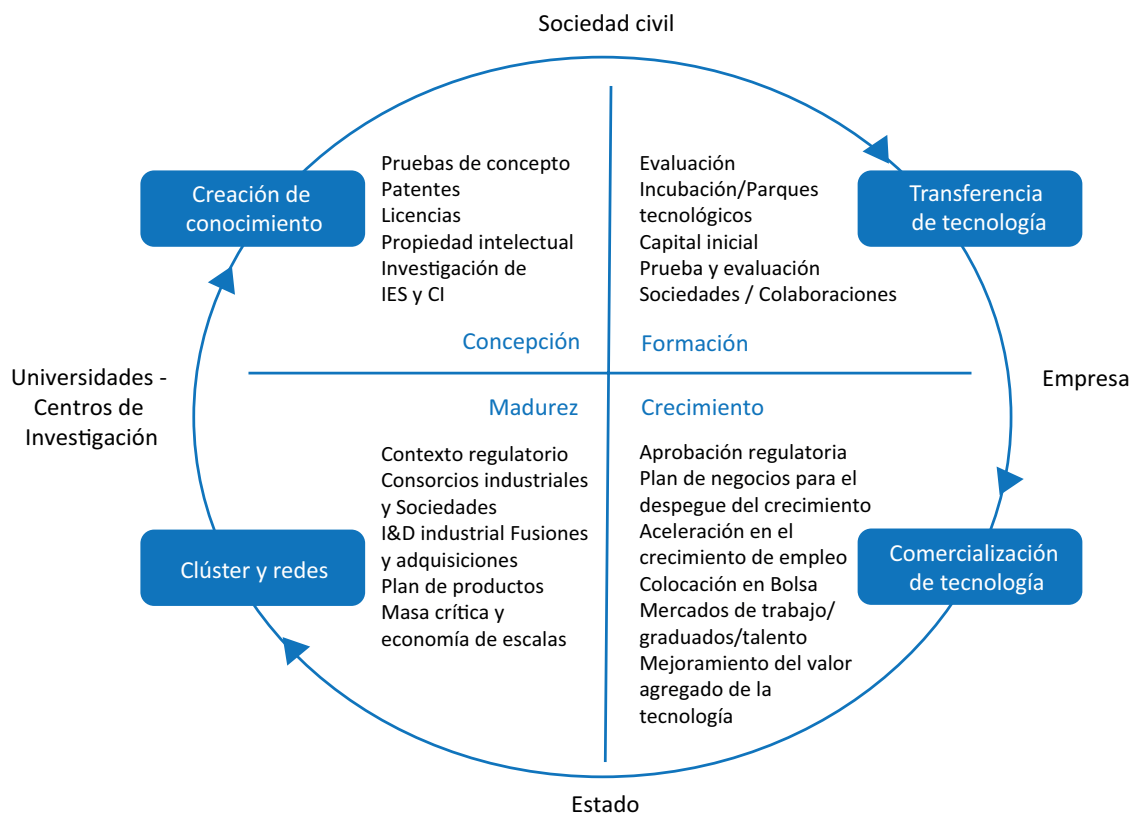 Sociedad civil
Creación de
conocimiento
Pruebas de concepto
Patentes
Licencias
Propiedad intelectual
Investigación de
IES y CI
Concepción
Evaluación
Incubación/Parques
tecnológicos
Capital inicial
Prueba y evaluación
Sociedades / Colaboraciones
Formación
Transferencia
de tecnología
Universidades -
Centros de
Investigación
Empresa
Madurez
Contexto regulatorio
Consorcios industriales
y Sociedades
I&D industrial Fusiones
y adquisiciones
Plan de productos
Masa crítica y
economía de escalas
Clúster y redes
Crecimiento
Aprobación regulatoria
Plan de negocios para el
despegue del crecimiento
Aceleración en el
crecimiento de empleo
Colocación en Bolsa
Mercados de trabajo/
graduados/talento
Mejoramiento del valor
agregado de la
tecnología
Comercialización
de tecnología
Estado